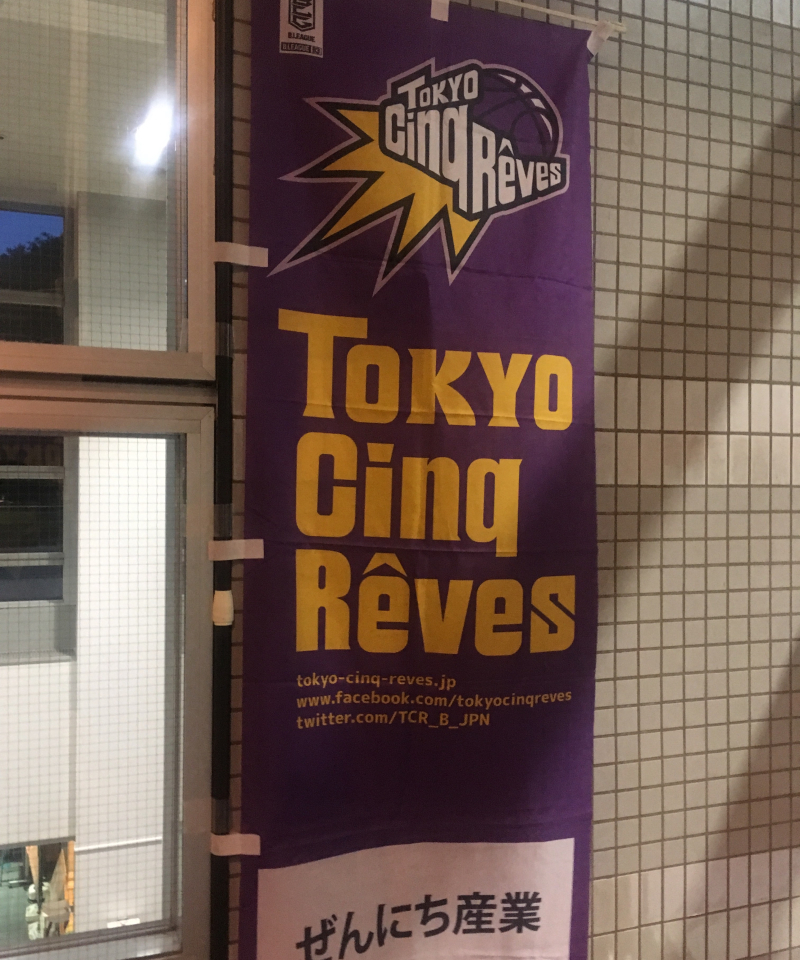 B.LEAGUE
TOKYO
Cinq
Rêves
TOKYO
Cinq
Rêves
tokyo-cinq-reves.jp
www.facebook.com/tokyocinqreves
twitter.com/TCR_B_JPN
ぜんにち産業